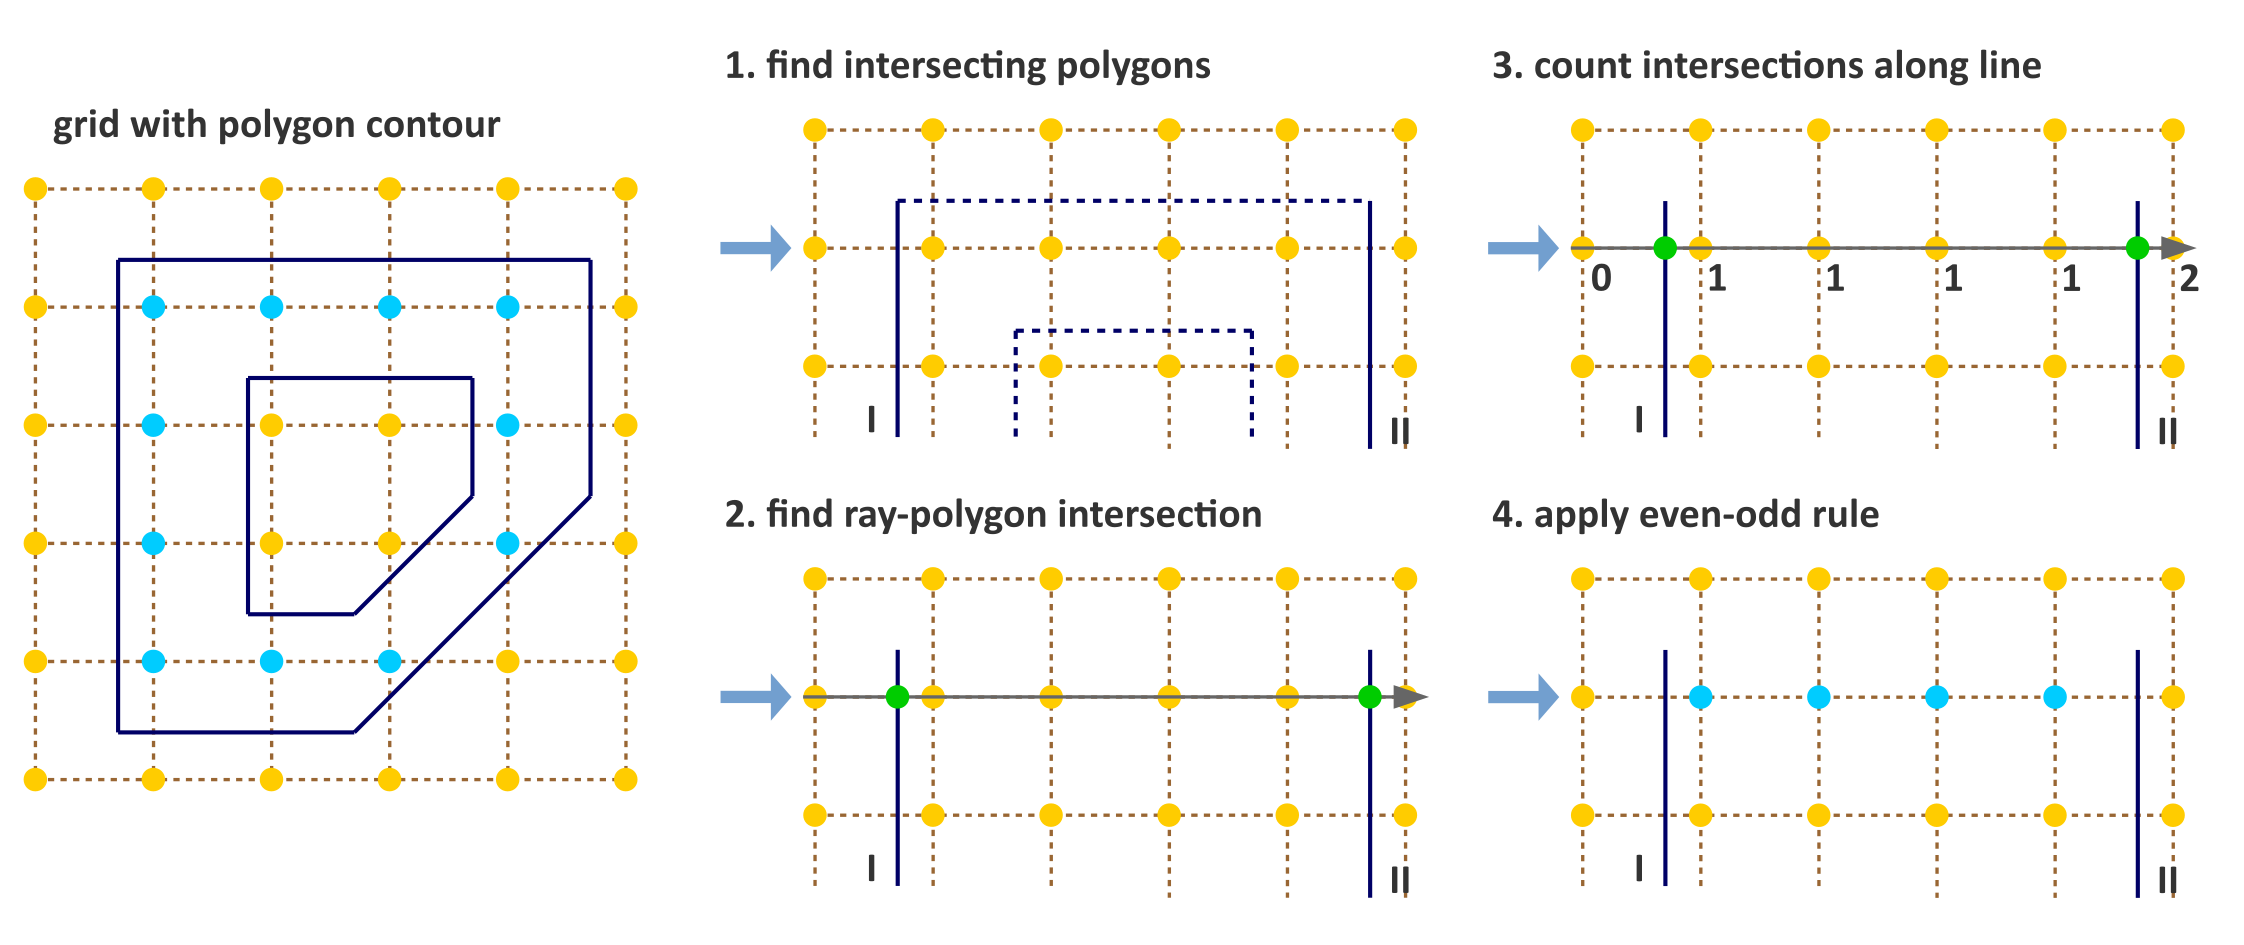 grid with polygon contour
1. find intersecting polygons
I
II
2. find ray-polygon intersection
I
II
3. count intersections along line
0 1 1 1 1 2
I
II
4. apply even-odd rule
I
II